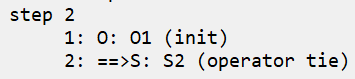 step 2
1: O: O1 (init)
2: ==>S: S2 (operator tie)